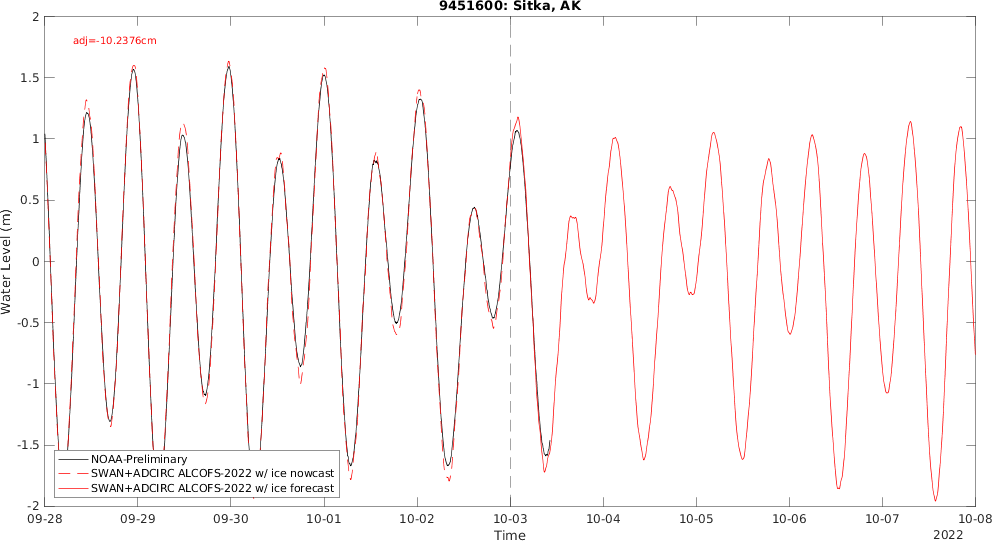 9451600: Sitka, AK
adj=-10.2376cm
2
1.5
1
0.5
0
-0.5
-1
-1.5
-2
Water Level (m)
NOAA-Preliminary
SWAN+ADCIRC ALCOFS-2022 w/ ice nowcast
SWAN+ADCIRC ALCOFS-2022 w/ ice forecast
09-28 09-29 09-30 10-01 10-02 10-03 10-04 10-05 10-06 10-07 10-08
Time
2022